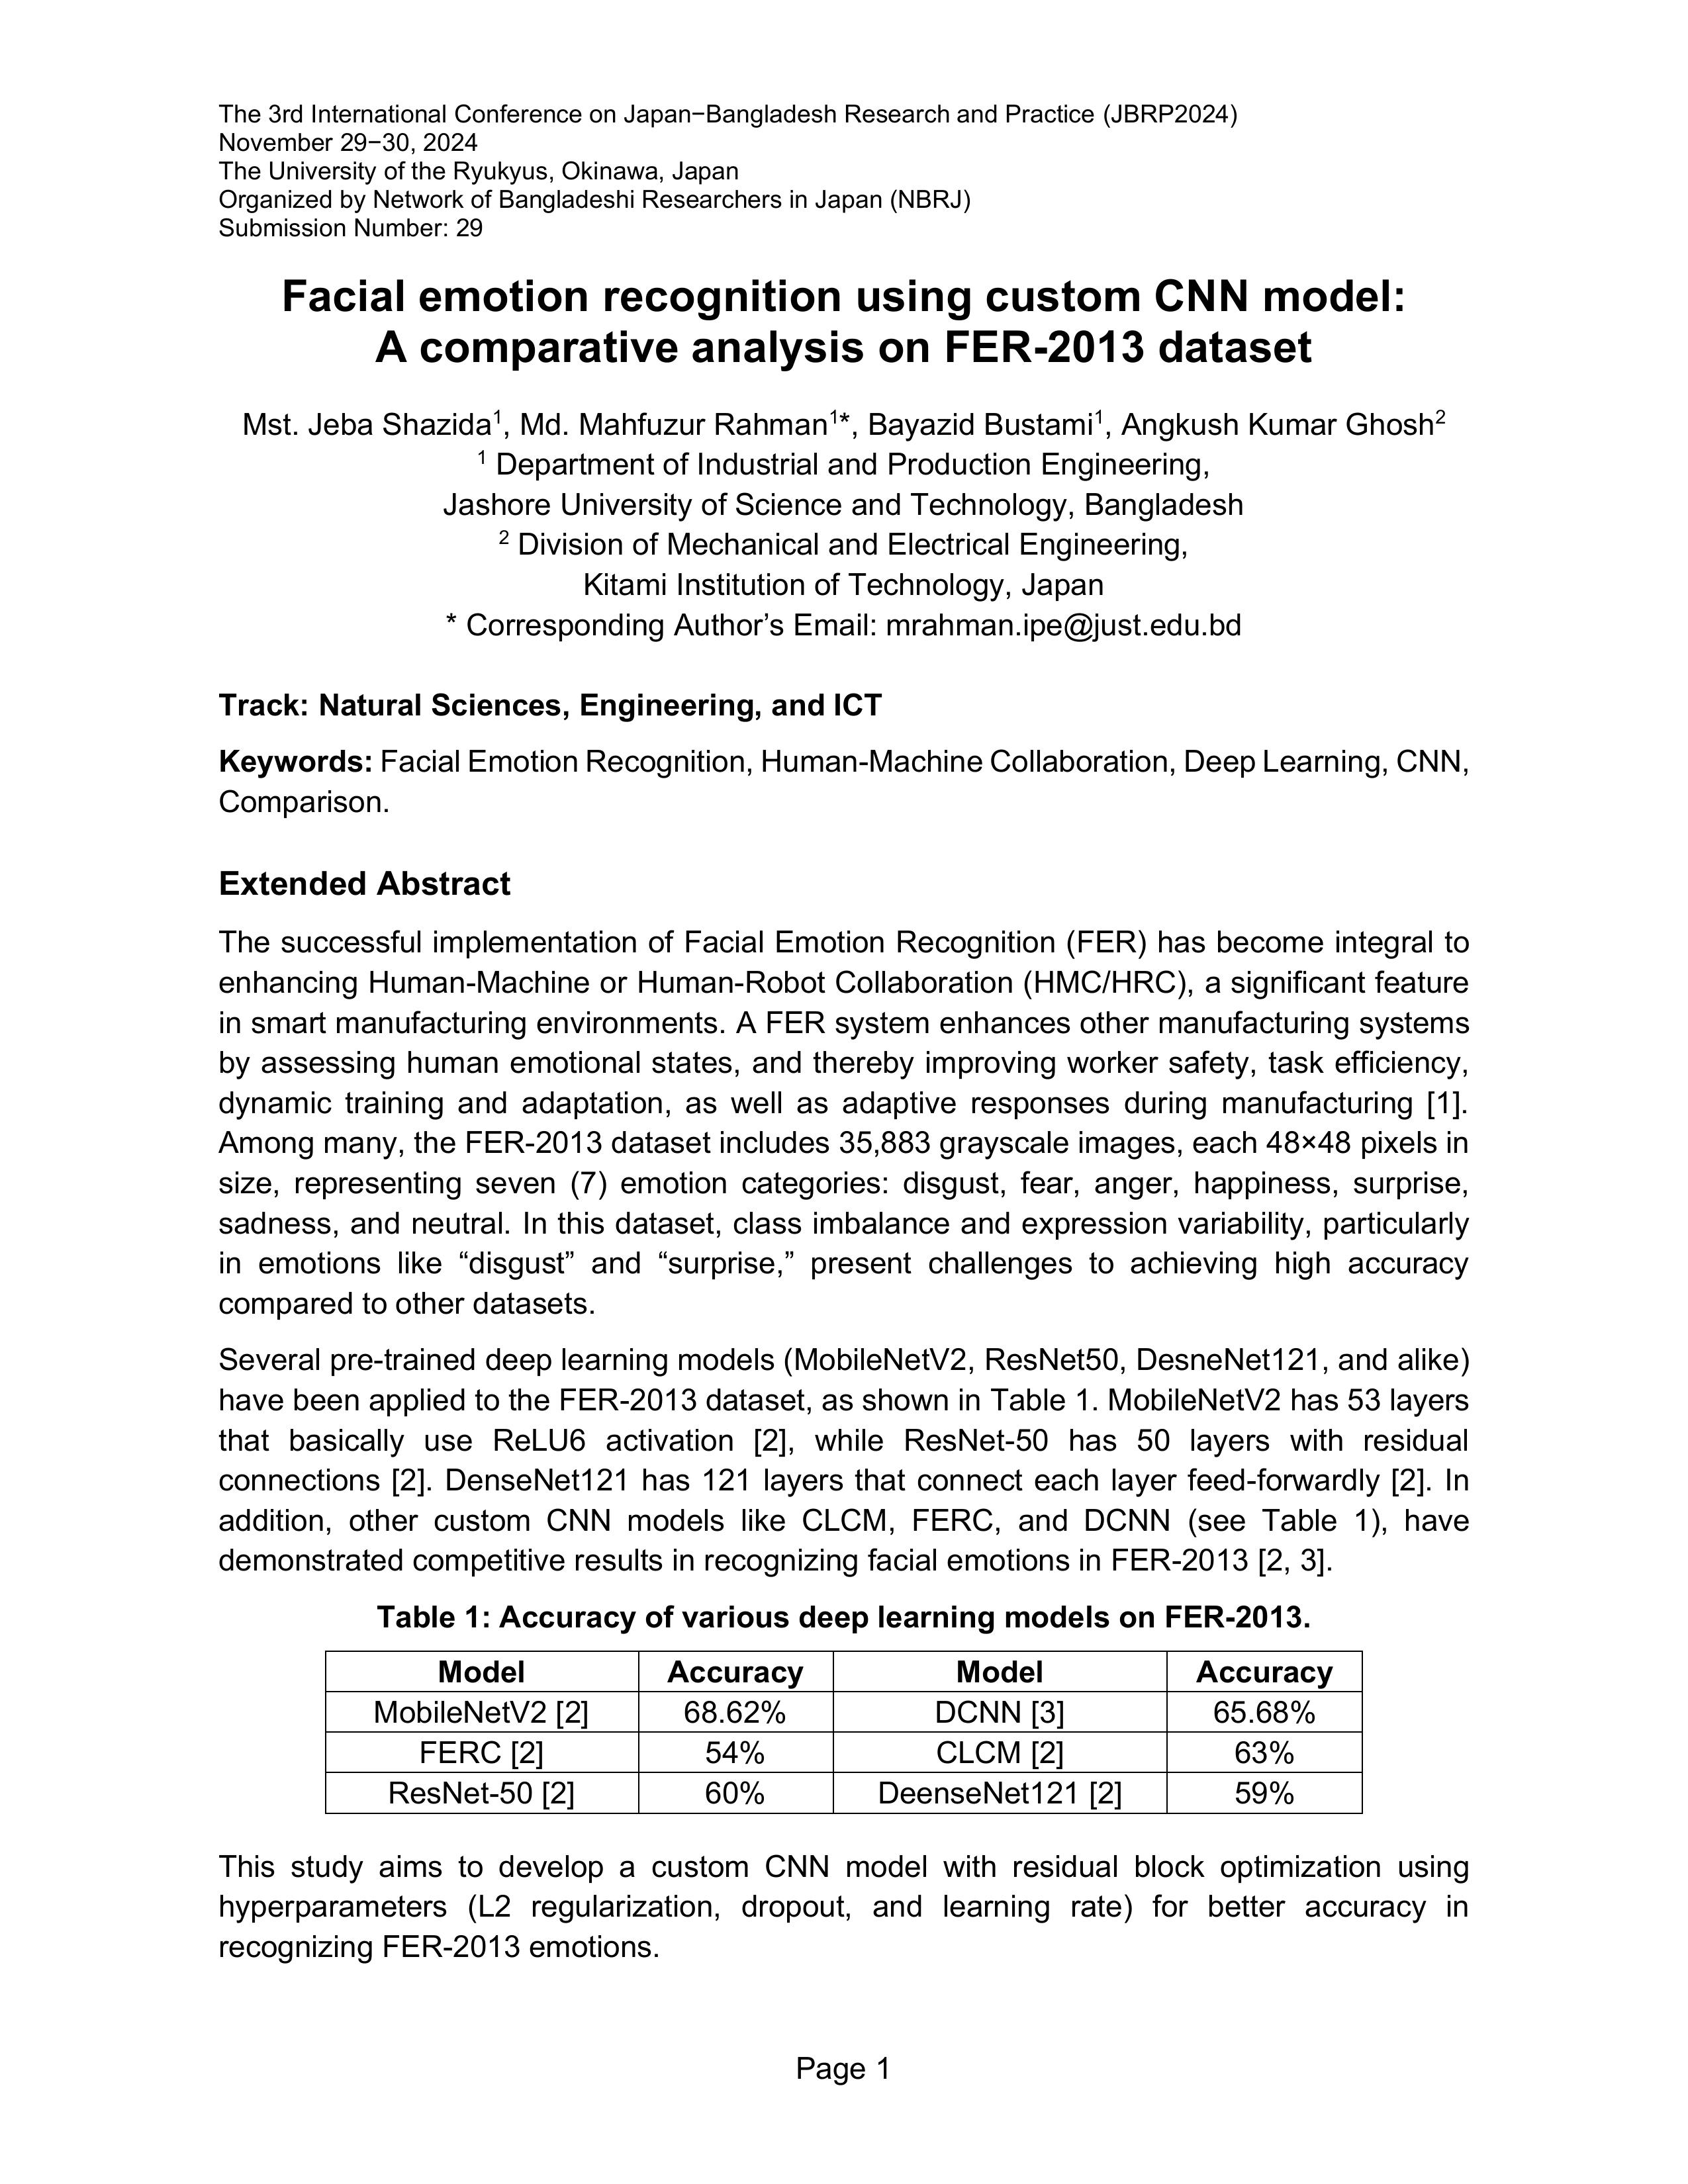 The 3rd International Conference on Japan−Bangladesh Research and Practice (JBRP2024)
November 29−30, 2024
The University of the Ryukyus, Okinawa, Japan
Organized by Network of Bangladeshi Researchers in Japan (NBRJ)
Submission Number: 29
Facial emotion recognition using custom CNN model:
A comparative analysis on FER-2013 dataset
Mst. Jeba Shazida1, Md. Mahfuzur Rahman1*, Bayazid Bustami1, Angkush Kumar Ghosh2
1 Department of Industrial and Production Engineering,
Jashore University of Science and Technology, Bangladesh
2 Division of Mechanical and Electrical Engineering,
Kitami Institution of Technology, Japan
* Corresponding Author’s Email: mrahman.ipe@just.edu.bd
Track: Natural Sciences, Engineering, and ICT
Keywords: Facial Emotion Recognition, Human-Machine Collaboration, Deep Learning, CNN,
Comparison.
Extended Abstract
The successful implementation of Facial Emotion Recognition (FER) has become integral to
enhancing Human-Machine or Human-Robot Collaboration (HMC/HRC), a significant feature
in smart manufacturing environments. A FER system enhances other manufacturing systems
by assessing human emotional states, and thereby improving worker safety, task efficiency,
dynamic training and adaptation, as well as adaptive responses during manufacturing [1].
Among many, the FER-2013 dataset includes 35,883 grayscale images, each 48×48 pixels in
size, representing seven (7) emotion categories: disgust, fear, anger, happiness, surprise,
sadness, and neutral. In this dataset, class imbalance and expression variability, particularly
in emotions like “disgust” and “surprise,” present challenges to achieving high accuracy
compared to other datasets.
Several pre-trained deep learning models (MobileNetV2, ResNet50, DesneNet121, and alike)
have been applied to the FER-2013 dataset, as shown in Table 1. MobileNetV2 has 53 layers
that basically use ReLU6 activation [2], while ResNet-50 has 50 layers with residual
connections [2]. DenseNet121 has 121 layers that connect each layer feed-forwardly [2]. In
addition, other custom CNN models like CLCM, FERC, and DCNN (see Table 1), have
demonstrated competitive results in recognizing facial emotions in FER-2013 [2, 3].
Table 1: Accuracy of various deep learning models on FER-2013.
Model Accuracy Model Accuracy
MobileNetV2 [2] 68.62% DCNN [3] 65.68%
FERC [2] 54% CLCM [2] 63%
ResNet-50 [2] 60% DeenseNet121 [2] 59%
This study aims to develop a custom CNN model with residual block optimization using
hyperparameters (L2 regularization, dropout, and learning rate) for better accuracy in
recognizing FER-2013 emotions.
Page 1